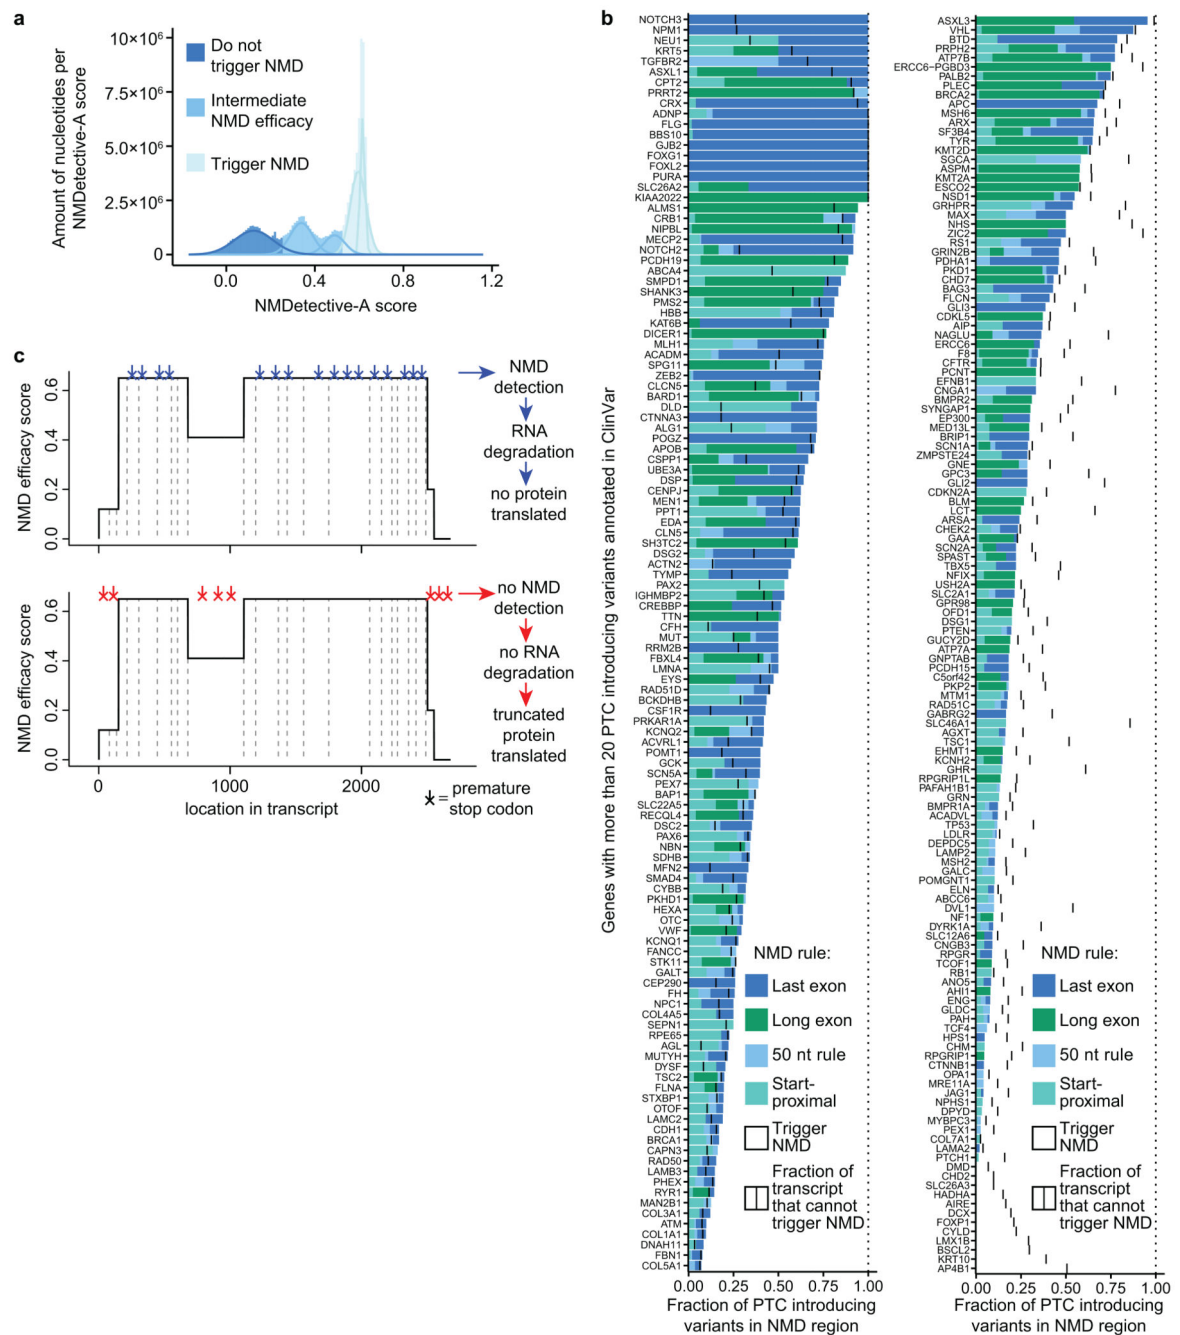 a
Amount of nucleotides per
NMDetective-A score
10×10⁶
7.5×10⁶
5.0×10⁶
2.5×10⁶
0
Do not
trigger NMD
Intermediate
NMD efficacy
Trigger NMD
0.0
0.4
0.8
1.2
NMDetective-A score
c
NMD efficacy score
0.6
0.4
0.2
0.0
NMD
detection
RNA
degradation
no protein
translated
NMD efficacy score
0.6
0.4
0.2
0.0
no NMD
detection
no RNA
degradation
truncated
protein
translated
0
1000
2000
location in transcript
= premature
stop codon
b
Genes with more than 20 PTC introducing variants annotated in ClinVar
NOTCH3
NPM1
NEU1
KRT5
TGFBR2
ASXL1
CPT2
PRRT2
CRX
ADNP
FLG
BBS10
GJB2
FOXG1
FOXL2
PURA
SLC26A2
KIAA2022
ALMS1
CRB1
NIPBL
MECP2
NOTCH2
PCDH19
ABCA4
SMPD1
SHANK3
PMS2
HBB
KAT6B
DICER1
MLH1
ACADM
SPG11
ZEB2
CLCN5
BARD1
DLD
CTNNA3
ALG1
POGZ
APOB
CSPP1
UBE3A
DSP
CENPJ
MEN1
PPT1
EDA
CLN5
SH3TC2
DSG2
ACTN2
TYMP
PAX2
IGHMBP2
CREBBP
TTN
CFH
MUT
RRM2B
FBXL4
LMNA
EYS
RAD51D
BCKDHB
CSF1R
PRKAR1A
KCNQ2
ACVRL1
POMT1
GCK
SCN5A
PEX7
BAP1
SLC22A5
RECQL4
DSC2
PAX6
NBN
SDHB
MFN2
SMAD4
CYBB
PKHD1
HEXA
OTC
VWF
KCNQ1
FANCC
STK11
GALT
CEP290
FH
NPC1
COL4A5
SEPN1
RPE65
AGL
MUTYH
DYSF
TSC2
FLNA
STXBP1
OTOF
LAMC2
CDH1
BRCA1
CAPN3
RAD50
LAMB3
PHEX
RYR1
MAN2B1
COL3A1
ATM
COL1A1
DNAH11
FBN1
COL5A1
NMD rule:
Last exon
Long exon
50 nt rule
Start-
proximal
Trigger
NMD
Fraction of
transcript
that cannot
trigger NMD
0.00
0.25
0.50
0.75
1.00
Fraction of PTC introducing
variants in NMD region
ASXL3
VHL
BTD
PRPH2
ATP7B
ERCC6-PGBD3
PALB2
PLEC
BRCA2
APC
MSH6
ARX
SF3B4
TYR
KMT2D
SGCA
ASPM
KMT2A
ESCO2
NSD1
GRHPR
MAX
NHS
ZIC2
RS1
GRIN2B
PDHA1
PKD1
CHD7
BAG3
FLCN
GLI3
CDKL5
AIP
NAGLU
ERCC6
F8
CFTR
PCNT
EFNB1
CNGA1
BMPR2
SYNGAP1
EP300
MED13L
BRIP1
SCN1A
ZMPSTE24
GNE
GPC3
GLI2
CDKN2A
BLM
LCT
ARSA
CHEK2
GAA
SCN2A
SPAST
TBX5
NFIX
USH2A
SLC2A1
GPR98
OFD1
DSG1
PTEN
GUCY2D
ATP7A
GNPTAB
PCDH15
C5orf42
PKP2
MTM1
RAD51C
GABRG2
SLC46A1
AGXT
TSC1
EHMT1
KCNH2
GHR
RPGRIP1L
PAFAH1B1
GRN
BMPR1A
ACADVL
TP53
LDLR
DEPDC5
LAMP2
MSH2
GALC
POMGNT1
ELN
ABCC6
DVL1
NF1
DYRK1A
SLC12A6
CNGB3
RPGR
TCOF1
RB1
ANO5
AHI1
ENG
GLDC
PAH
TCF4
HPS1
CHM
RPGRIP1
CTNNB1
OPA1
MRE11A
JAG1
NPHS1
DPYD
MYBPC3
PEX1
COL7A1
LAMA2
PTCH1
DMD
CHD2
SLC26A3
HADHA
AIRE
DCX
FOXP1
CYLD
LMX1B
BSCL2
KRT10
AP4B1
NMD rule:
Last exon
Long exon
50 nt rule
Start-
proximal
Trigger
NMD
Fraction of
transcript
that cannot
trigger NMD
0.00
0.25
0.50
0.75
1.00
Fraction of PTC introducing
variants in NMD region